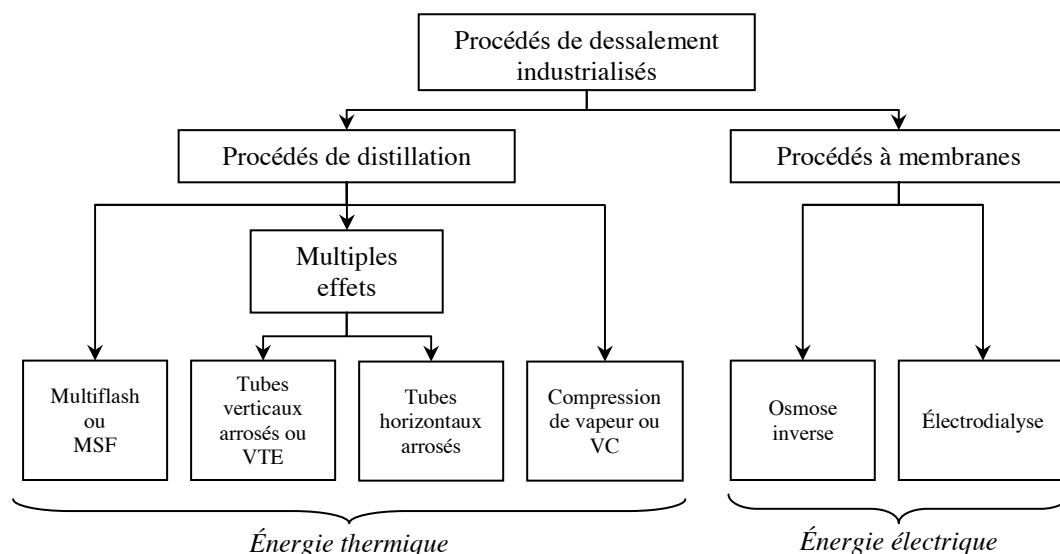 Procédés de dessalement
industrialisés
Procédés de distillation
Procédés à membranes
Multiples
effets
Multiflash
ou
MSF
Tubes
verticaux
arrosés ou
VTE
Tubes
horizontaux
arrosés
Compression
de vapeur ou
VC
Osmose
inverse
Électrodialyse
Énergie thermique
Énergie électrique